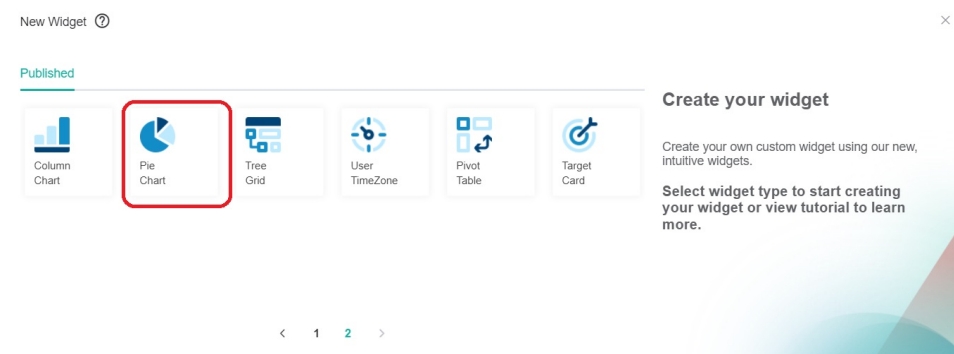 New Widget ?
Published
Column
Chart
Pie
Chart
Tree
Grid
User
TimeZone
Pivot
Table
Target
Card
Create your widget
Create your own custom widget using our new,
intuitive widgets.
Select widget type to start creating
your widget or view tutorial to learn
more.
< 1 2 >